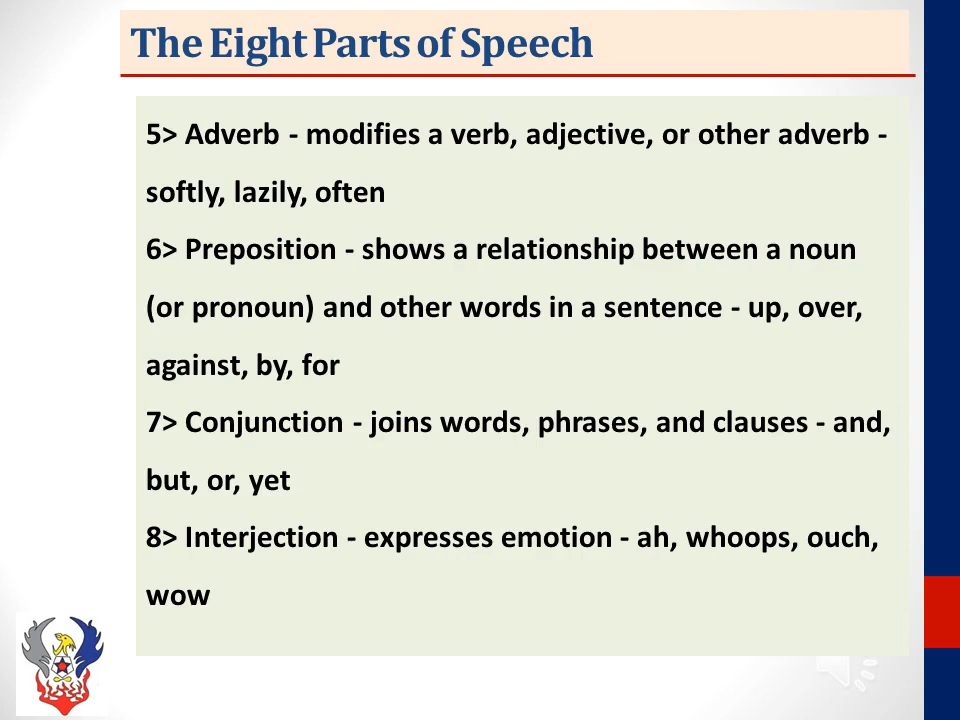 The Eight Parts of Speech
5> Adverb - modifies a verb, adjective, or other adverb -
softly, lazily, often
6> Preposition - shows a relationship between a noun
(or pronoun) and other words in a sentence - up, over,
against, by, for
7> Conjunction - joins words, phrases, and clauses - and,
but, or, yet
8> Interjection - expresses emotion - ah, whoops, ouch,
wow